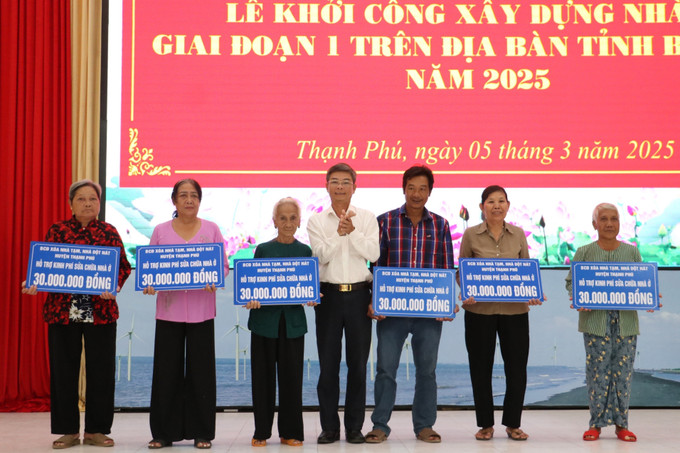 LỄ KHỞI CÔNG XÂY DỰNG NHÀ
GIAI ĐOẠN 1 TRÊN ĐỊA BÀN TỈNH B
NĂM 2025
Thạnh Phú, ngày 05 tháng 3 năm 2025
BCĐ XÓA NHÀ TẠM, NHÀ DỘT NÁT
HUYỆN THẠNH PHÚ
HỖ TRỢ KINH PHÍ SỬA CHỮA NHÀ Ở
30.000.000 ĐỒNG
BCĐ XÓA NHÀ TẠM, NHÀ DỘT NÁT
HUYỆN THẠNH PHÚ
HỖ TRỢ KINH PHÍ SỬA CHỮA NHÀ Ở
30.000.000 ĐỒNG
BCĐ XÓA NHÀ TẠM, NHÀ DỘT NÁT
HUYỆN THẠNH PHÚ
HỖ TRỢ KINH PHÍ SỬA CHỮA NHÀ Ở
30.000.000 ĐỒNG
BCĐ XÓA NHÀ TẠM, NHÀ DỘT NÁT
HUYỆN THẠNH PHÚ
HỖ TRỢ KINH PHÍ SỬA CHỮA NHÀ Ở
30.000.000 ĐỒNG
BCĐ XÓA NHÀ TẠM, NHÀ DỘT NÁT
HUYỆN THẠNH PHÚ
HỖ TRỢ KINH PHÍ SỬA CHỮA NHÀ Ở
30.000.000 ĐỒNG
BCĐ XÓA NHÀ TẠM, NHÀ DỘT NÁT
HUYỆN THẠNH PHÚ
HỖ TRỢ KINH PHÍ SỬA CHỮA NHÀ Ở
30.000.000 ĐỒNG